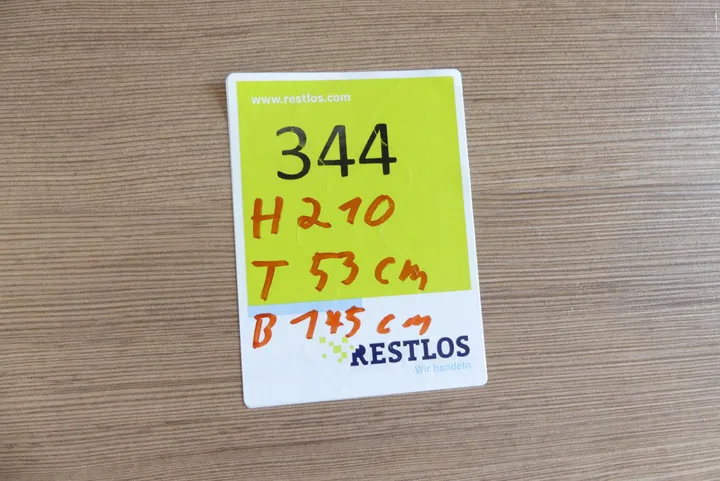 www.restlos.com
344
H 210
T 53 cm
B 145 cm
RESTLOS
Wir handeln.